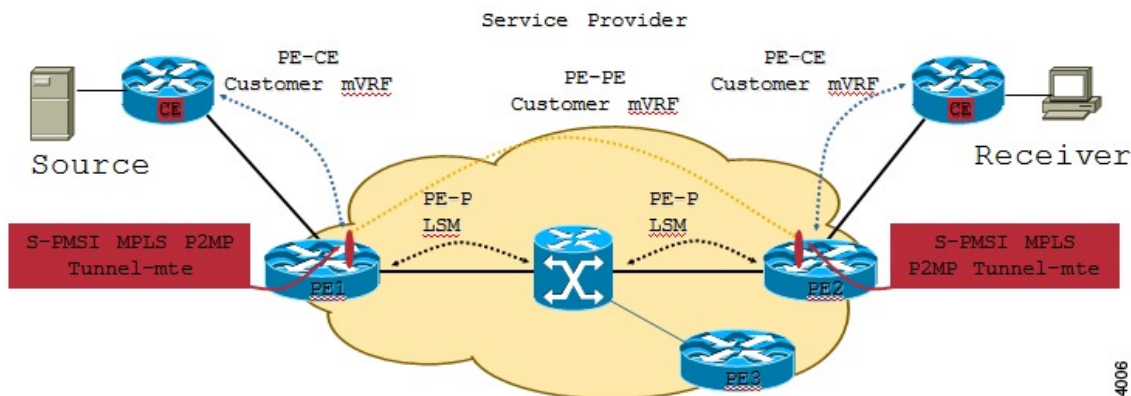 Service Provider
PE-CE
Customer mVRF
PE-PE
Customer mVRF
PE-CE
Customer mVRF
CE
CE
Source
Receiver
PE-P
LSM
PE-P
LSM
S-PMSI MPLS P2MP
Tunnel-mte
S-PMSI MPLS
P2MP Tunnel-mte
PE1
PE2
PE3
4006